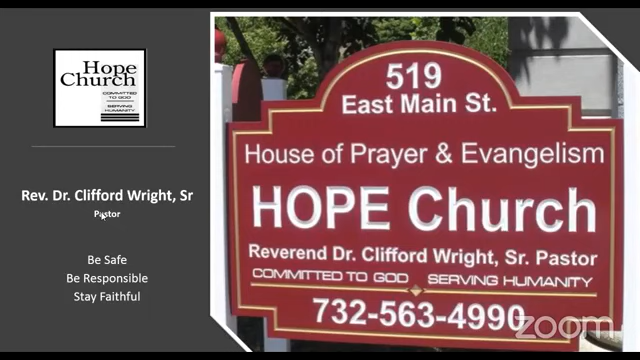 Hope
Church
COMMITTED
TO GOD
SERVING
HUMANITY
Rev. Dr. Clifford Wright, Sr
Pastor
Be Safe
Be Responsible
Stay Faithful
519
East Main St.
House of Prayer & Evangelism
HOPE Church
Reverend Dr. Clifford Wright, Sr. Pastor
COMMITTED TO GOD SERVING HUMANITY
732-563-4990
zoom